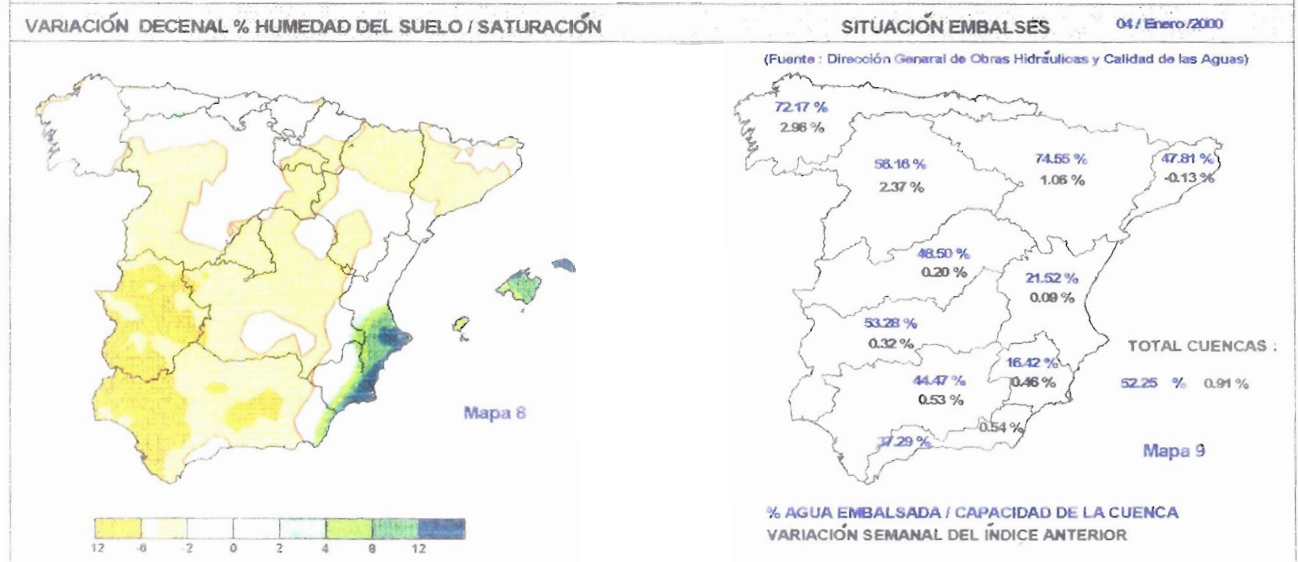 VARIACIÓN DECENAL % HUMEDAD DEL SUELO / SATURACIÓN
SITUACIÓN EMBALSES
04 / Enero /2000
(Fuente : Dirección General de Obras Hidráulicas y Calidad de las Aguas)
72.17 %
2.96 %
56.16 %
2.37 %
74.55 %
1.06 %
47.81 %
-0.13 %
48.50 %
0.20 %
21.52 %
0.09 %
53.28 %
0.32 %
TOTAL CUENCAS :
16.42 %
0.46 %
52.25 % 0.91 %
44.47 %
0.53 %
0.54 %
37.29 %
Mapa 8
Mapa 9
12 -6 -2 0 2 4 8 12
% AGUA EMBALSADA / CAPACIDAD DE LA CUENCA
VARIACIÓN SEMANAL DEL ÍNDICE ANTERIOR